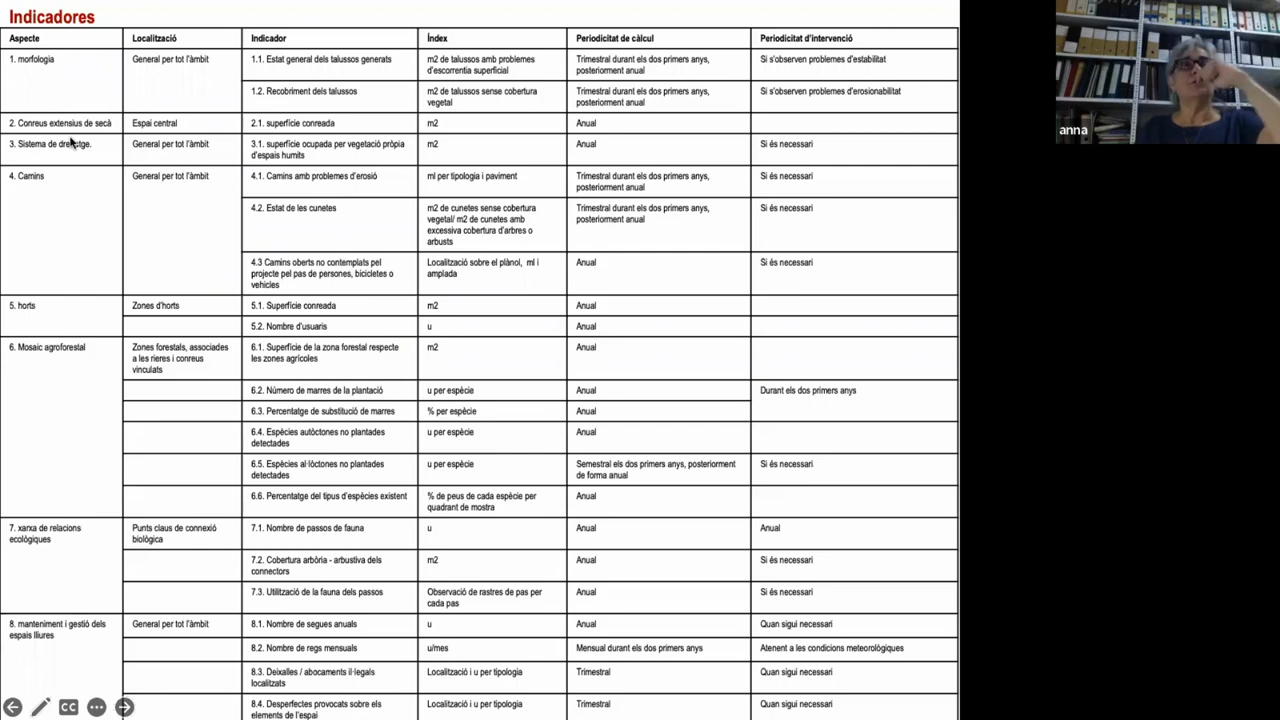 Indicadores
Aspecte Localització Indicador Índex Periodicitat de càlcul Periodicitat d'intervenció
1. morfologia General per tot l'àmbit 1.1. Estat general dels talussos generats m2 de talussos amb problemes d'escorrentia superficial Trimestral durant els dos primers anys, posteriorment anual Si s'observen problemes d'estabilitat
1.2. Recobriment dels talussos m2 de talussos sense cobertura vegetal Trimestral durant els dos primers anys, posteriorment anual Si s'observen problemes d'erosionabilitat
2. Conreus extensius de secà Espai central 2.1. superfície conreada m2 Anual
3. Sistema de General per tot l'àmbit 3.1. superfície ocupada per vegetació pròpia d'espais humits m2 Anual Si és necessari
4. Camins General per tot l'àmbit 4.1. Camins amb problemes d'erosió ml per tipologia i paviment Trimestral durant els dos primers anys, posteriorment anual Si és necessari
4.2. Estat de les cunetes m2 de cunetes sense cobertura vegetal/ m2 de cunetes amb excessiva cobertura d'arbres o arbusts Trimestral durant els dos primers anys, posteriorment anual Si és necessari
4.3 Camins oberts no contemplats pel projecte pel pas de persones, bicicletes o vehicles Localització sobre el plànol, ml i amplada Anual Si és necessari
5. horts Zones d'horts 5.1. Superfície conreada m2 Anual
5.2. Nombre d'usuaris u Anual
6. Mosaic agroforestal Zones forestals, associades a les rieres i conreus vinculats 6.1. Superfície de la zona forestal respecte les zones agrícoles m2 Anual
6.2. Número de marres de la plantació u per espècie Anual Durant els dos primers anys
6.3. Percentatge de substitució de marres % per espècie Anual
6.4. Espècies autòctones no plantades detectades u per espècie Anual
6.5. Espècies al·lòctones no plantades detectades u per espècie Semestral els dos primers anys, posteriorment de forma anual Si és necessari
6.6. Percentatge del tipus d'espècies existent % de peus de cada espècie per quadrant de mostra Anual
7. xarxa de relacions ecològiques Punts claus de connexió biològica 7.1. Nombre de passos de fauna u Anual Anual
7.2. Cobertura arbòria - arbustiva dels connectors m2 Anual Si és necessari
7.3. Utilització de la fauna dels passos Observació de rastres de pas per cada pas Anual Si és necessari
8. manteniment i gestió dels espais lliures General per tot l'àmbit 8.1. Nombre de segues anuals u Anual Quan sigui necessari
8.2. Nombre de regs mensuals u/mes Mensual durant els dos primers anys Atenent a les condicions meteorològiques
8.3. Deixalles / abocaments il·legals localitzats Localització i u per tipologia Trimestral Quan sigui necessari
8.4. Desperfectes provocats sobre els elements de l'espai Localització i u per tipologia Trimestral Quan sigui necessari
CC
anna